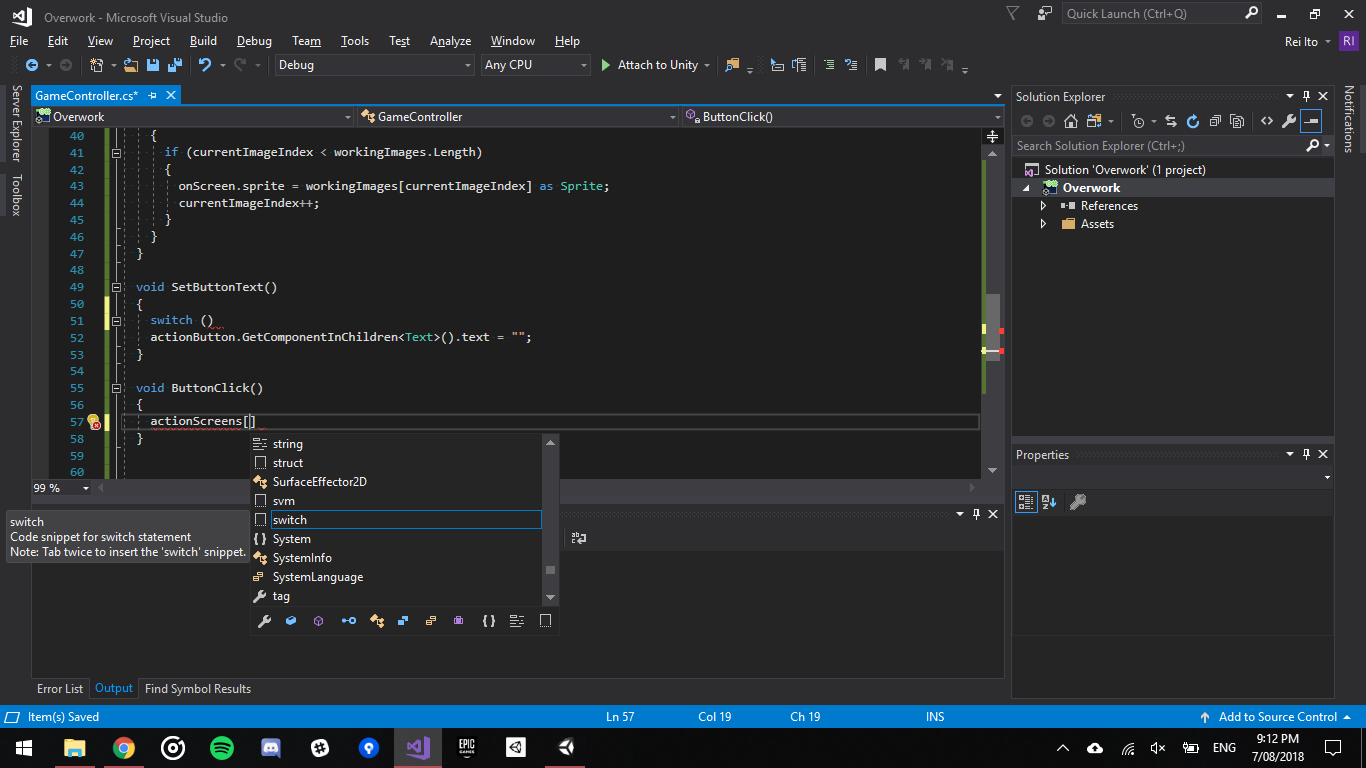 Overwork - Microsoft Visual Studio
Quick Launch (Ctrl+Q)
File Edit View Project Build Debug Team Tools Test Analyze Window Help
Rei Ito RI
Debug Any CPU Attach to Unity
Server Explorer
Toolbox
GameController.cs*
Overwork GameController ButtonClick()
40 {
41 if (currentImageIndex < workingImages.Length)
42 {
43 onScreen.sprite = workingImages[currentImageIndex] as Sprite;
44 currentImageIndex++;
45 }
46 }
47 }
48
49 void SetButtonText()
50 {
51 switch ()
52 actionButton.GetComponentInChildren<Text>().text = "";
53 }
54
55 void ButtonClick()
56 {
57 actionScreens[]
58 }
59
60
99 %
string
struct
SurfaceEffector2D
svm
switch
System
SystemInfo
SystemLanguage
tag
switch
Code snippet for switch statement
Note: Tab twice to insert the 'switch' snippet.
Error List Output Find Symbol Results
Solution Explorer
Search Solution Explorer (Ctrl+;)
Solution 'Overwork' (1 project)
Overwork
References
Assets
Properties
Notifications
Item(s) Saved Ln 57 Col 19 Ch 19 INS Add to Source Control
EPIC
GAMES
ENG
9:12 PM
7/08/2018